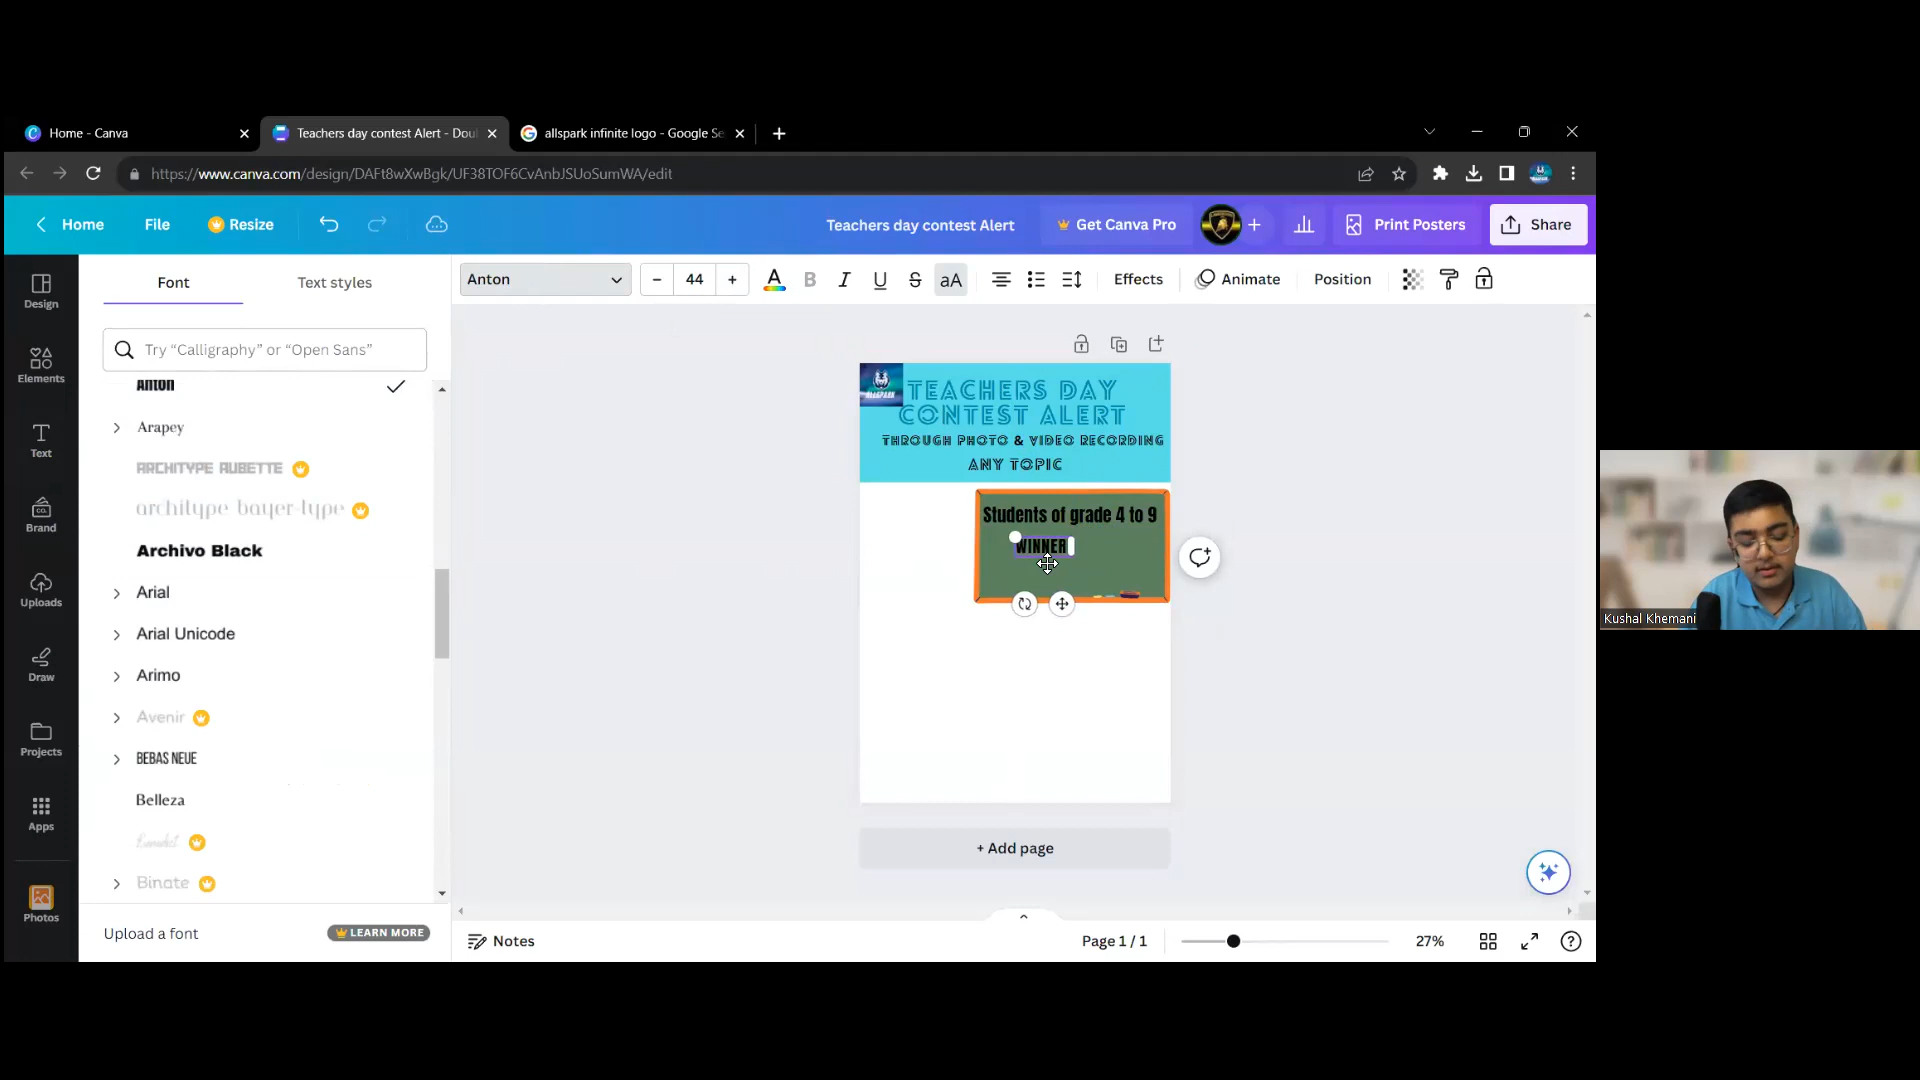 Home - Canva
Teachers day contest Alert - Doul
allspark infinite logo - Google Se
https://www.canva.com/design/DAFt8wXwBgk/UF38TOF6CvAnbJSUoSumWA/edit
Home
File
Resize
Teachers day contest Alert
Get Canva Pro
Print Posters
Share
Design
Elements
Text
Brand
Uploads
Draw
Projects
Apps
Photos
Font
Text styles
Try “Calligraphy” or “Open Sans”
Anton
Arapey
ARCHITYPE AUBETTE
architype bayer-type
Archivo Black
Arial
Arial Unicode
Arimo
Avenir
BEBAS NEUE
Belleza
Binate
Upload a font
LEARN MORE
Anton
44
B
I
U
S
aA
Effects
Animate
Position
ALLSPARK
TEACHERS DAY
CONTEST ALERT
THROUGH PHOTO & VIDEO RECORDING
ANY TOPIC
Students of grade 4 to 9
WINNER
+ Add page
Notes
Page 1 / 1
27%
Kushal Khemani